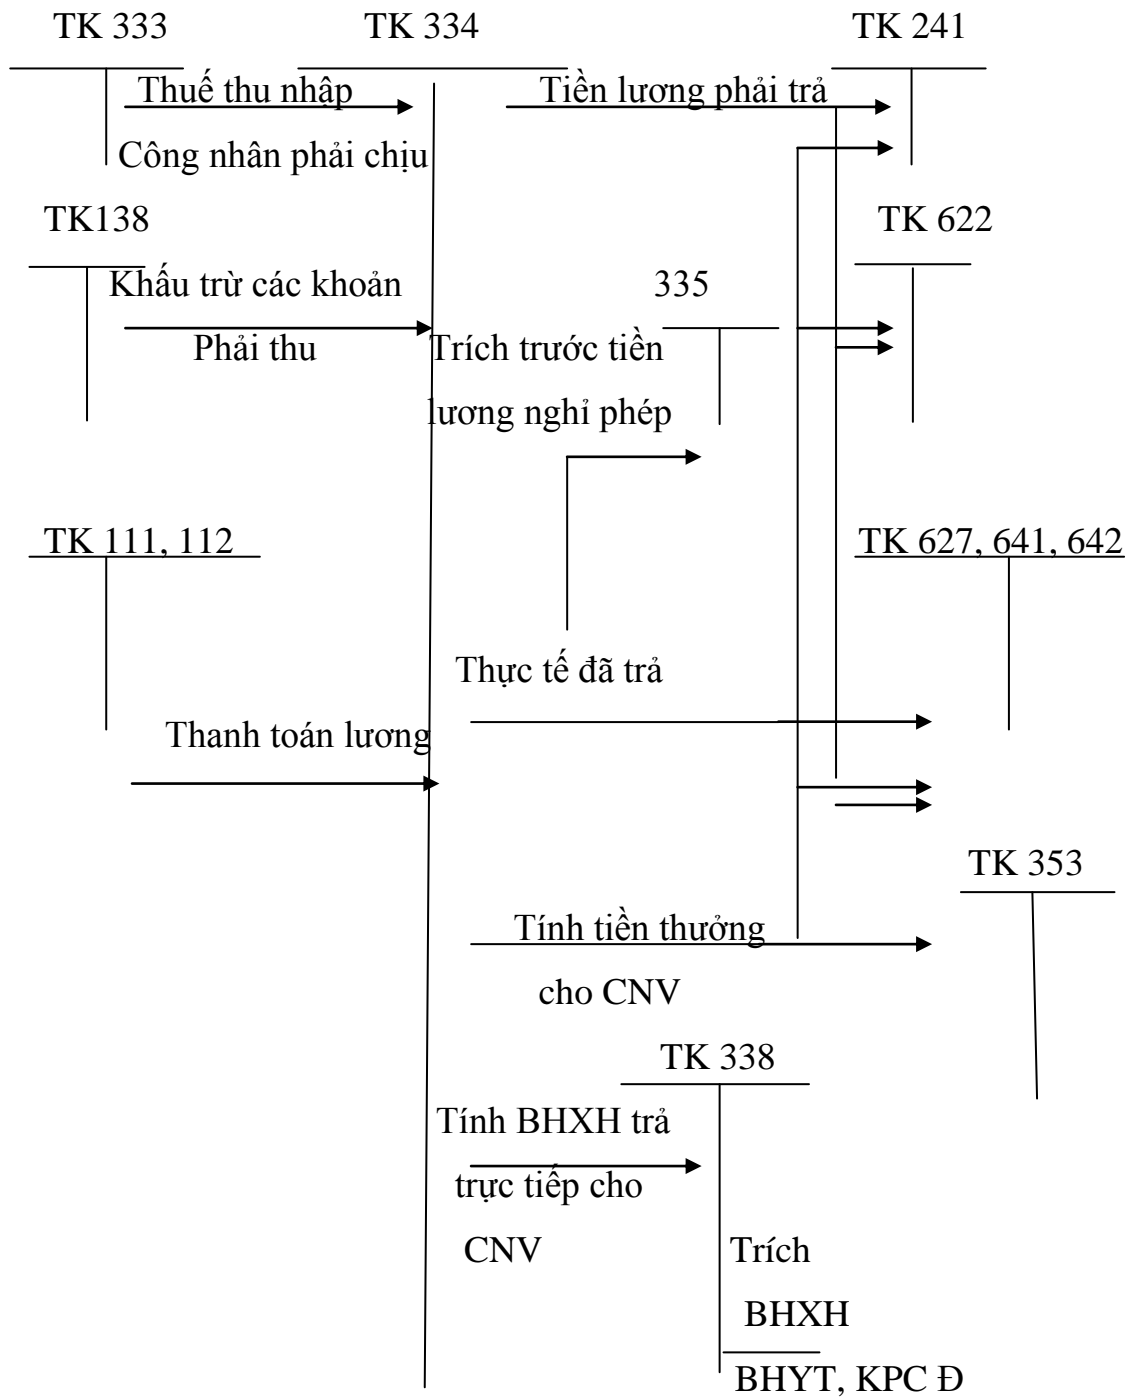 TK 333
TK 334
TK 241
Thuế thu nhập
Tiền lương phải trả
Công nhân phải chịu
TK138
TK 622
Khấu trừ các khoản
335
Phải thu
Trích trước tiền
lương nghỉ phép
TK 111, 112
TK 627, 641, 642
Thực tế đã trả
Thanh toán lương
TK 353
Tính tiền thưởng
cho CNV
TK 338
Tính BHXH trả
trực tiếp cho
CNV
Trích
BHXH
BHYT, KPC Đ